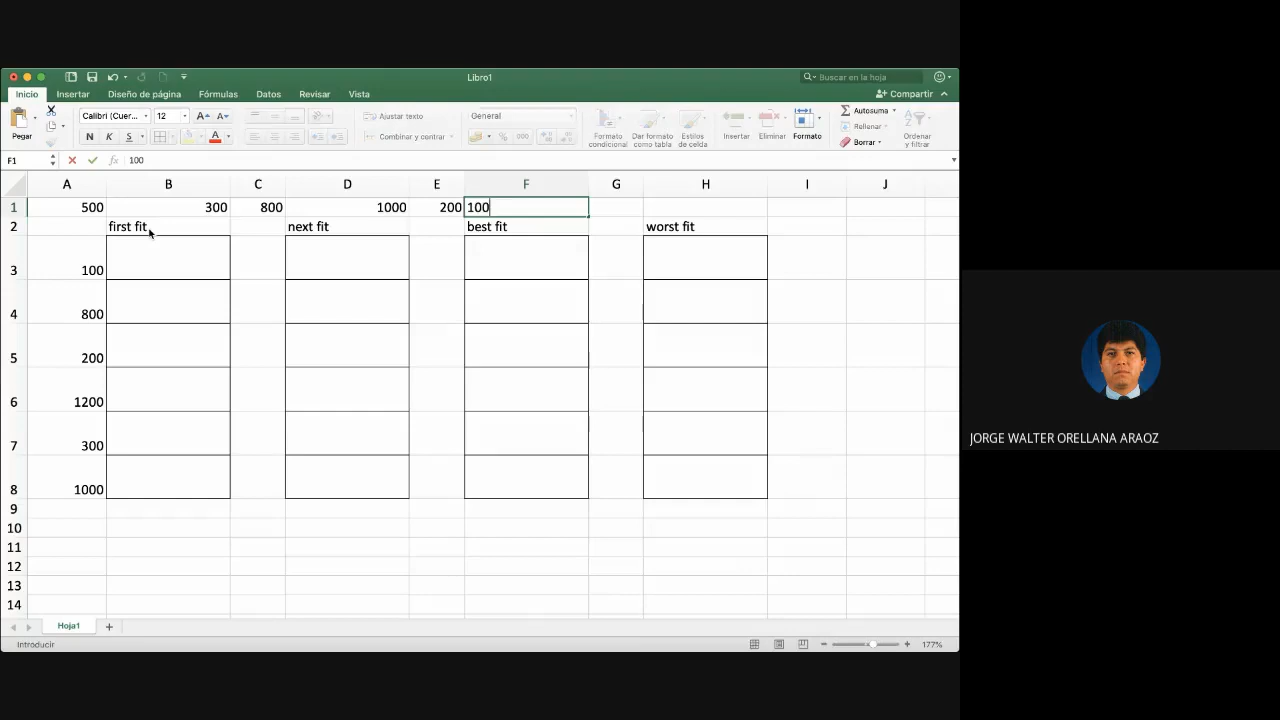 Libro1
Buscar en la hoja
Inicio Insertar Diseño de página Fórmulas Datos Revisar Vista Compartir
Pegar Calibri (Cuer... 12 A A Ajustar texto General Autosuma
N K S A Combinar y centrar % 000 Rellenar
Formato condicional Dar formato como tabla Estilos de celda Insertar Eliminar Formato Borrar Ordenar y filtrar
F1 fx 100
A B C D E F G H I J
1 500 300 800 1000 200 100
2 first fit next fit best fit worst fit
3 100
4 800
5 200
6 1200
7 300
8 1000
9
10
11
12
13
14
Hoja1 +
Introducir 177%
JORGE WALTER ORELLANA ARAOZ